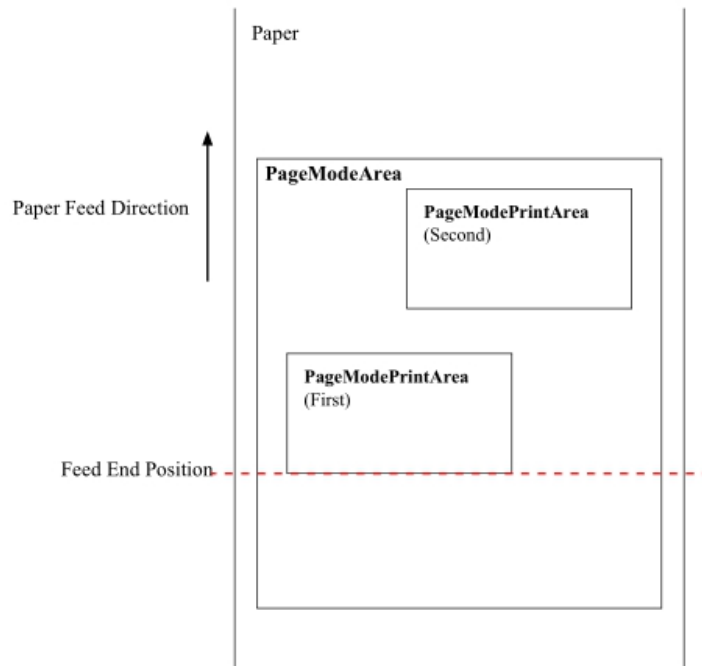 Paper
PageModeArea
Paper Feed Direction
PageModePrintArea
(Second)
PageModePrintArea
(First)
Feed End Position